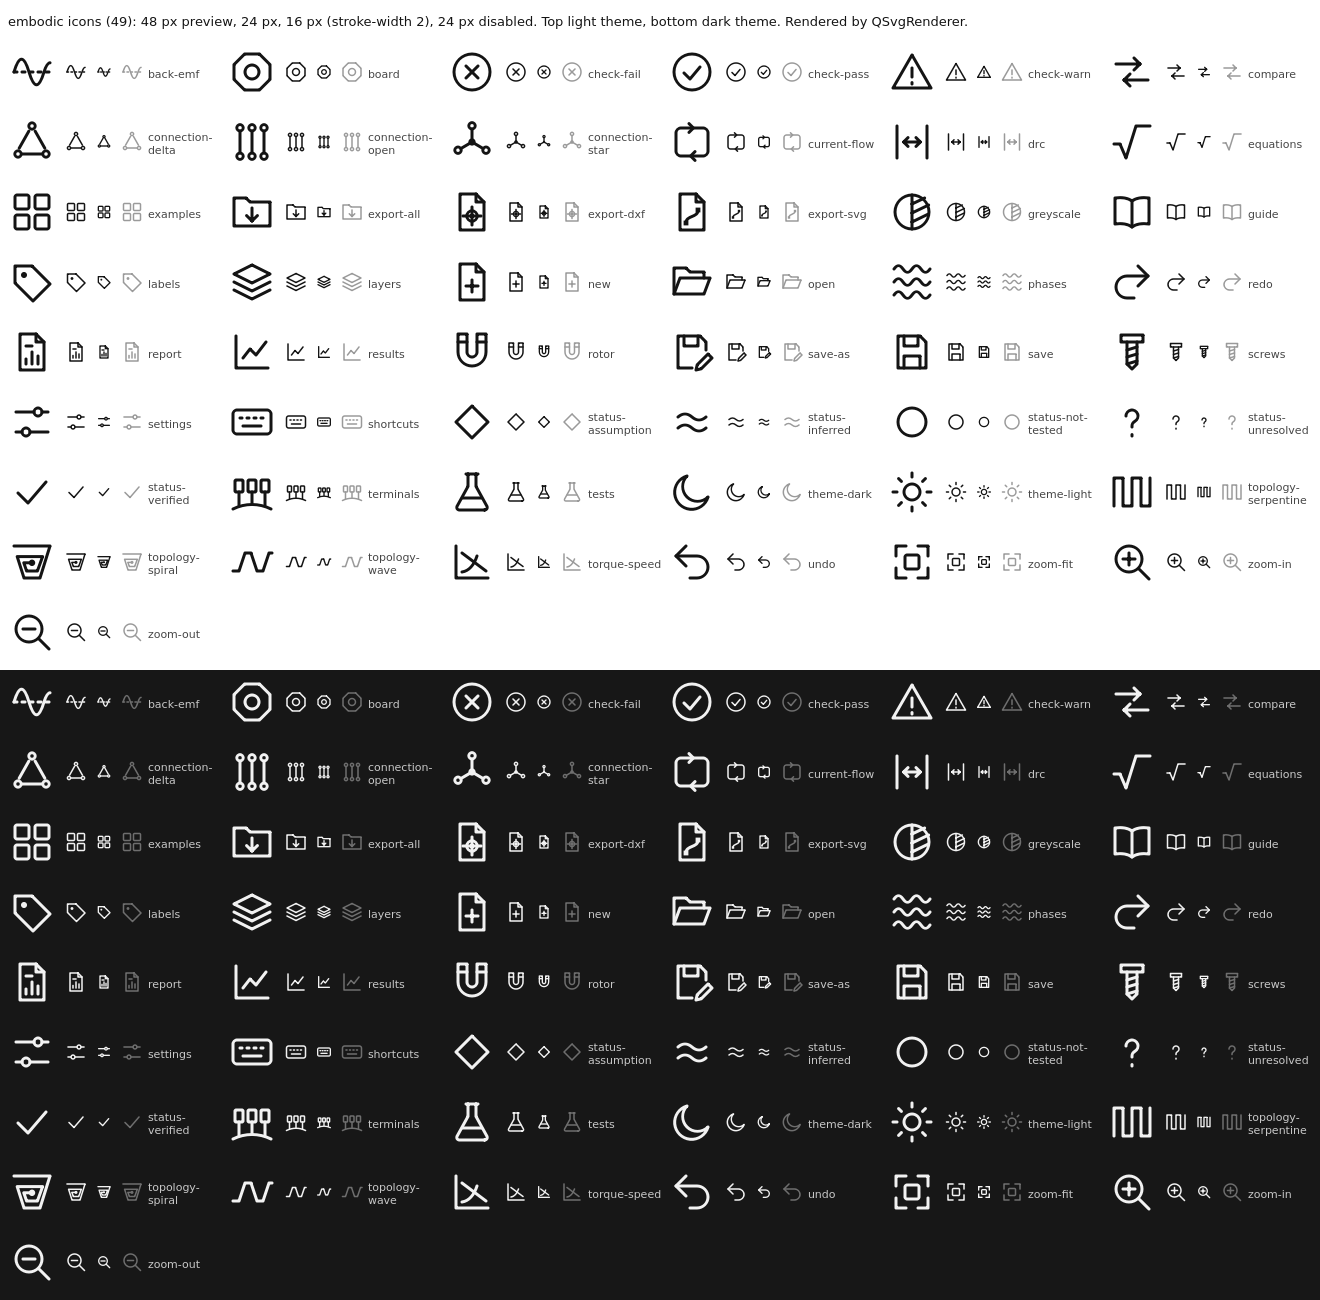 embodic icons (49): 48 px preview, 24 px, 16 px (stroke-width 2), 24 px disabled. Top light theme, bottom dark theme. Rendered by QSvgRenderer.
back-emf
board
check-fail
check-pass
check-warn
compare
connection-
delta
connection-
open
connection-
star
current-flow
drc
equations
examples
export-all
export-dxf
export-svg
greyscale
guide
labels
layers
new
open
phases
redo
report
results
rotor
save-as
save
screws
settings
shortcuts
status-
assumption
status-
inferred
status-not-
tested
status-
unresolved
status-
verified
terminals
tests
theme-dark
theme-light
topology-
serpentine
topology-
spiral
topology-
wave
torque-speed
undo
zoom-fit
zoom-in
zoom-out
back-emf
board
check-fail
check-pass
check-warn
compare
connection-
delta
connection-
open
connection-
star
current-flow
drc
equations
examples
export-all
export-dxf
export-svg
greyscale
guide
labels
layers
new
open
phases
redo
report
results
rotor
save-as
save
screws
settings
shortcuts
status-
assumption
status-
inferred
status-not-
tested
status-
unresolved
status-
verified
terminals
tests
theme-dark
theme-light
topology-
serpentine
topology-
spiral
topology-
wave
torque-speed
undo
zoom-fit
zoom-in
zoom-out